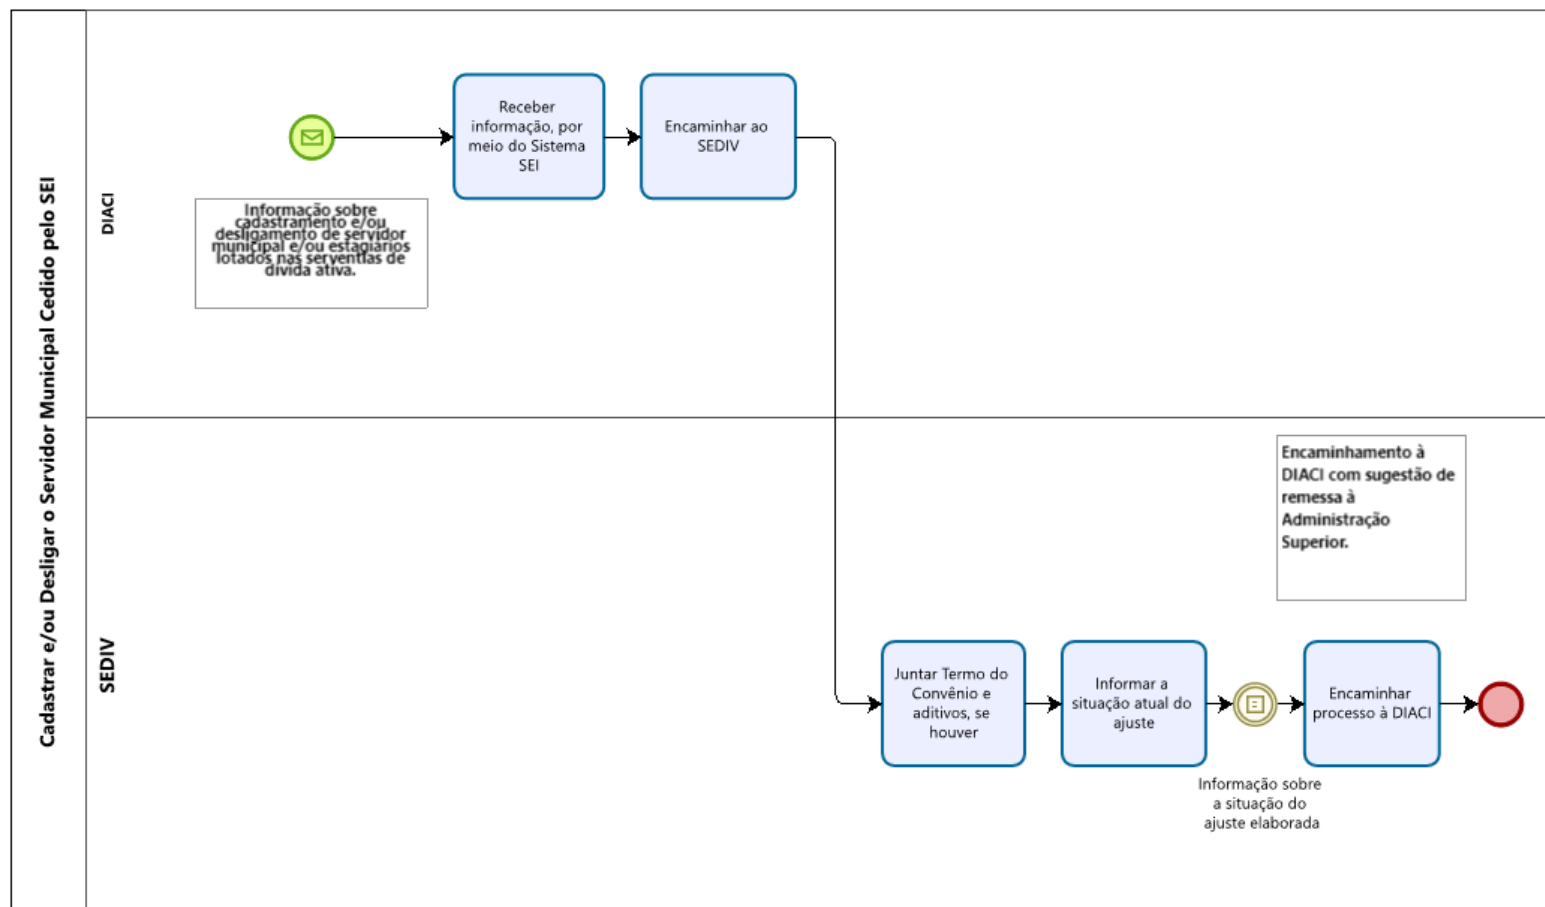 Cadastrar e/ou Desligar o Servidor Municipal Cedido pelo SEI
DIACI
Informação sobre
cadastramento e/ou
desligamento de servidor
municipal e/ou estagiários
lotados nas serventias de
dívida ativa.
Receber
informação, por
meio do Sistema
SEI
Encaminhar ao
SEDIV
SEDIV
Encaminhamento à
DIACI com sugestão de
remessa à
Administração
Superior.
Juntar Termo do
Convênio e
aditivos, se
houver
Informar a
situação atual do
ajuste
Informação sobre
a situação do
ajuste elaborada
Encaminhar
processo à DIACI